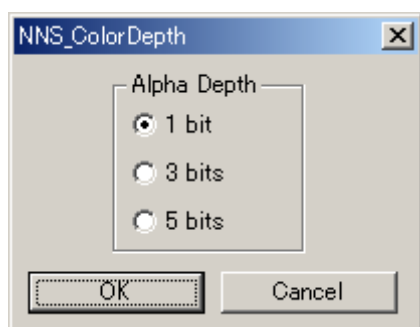 NNS_ColorDepth
Alpha Depth
1 bit
3 bits
5 bits
OK Cancel